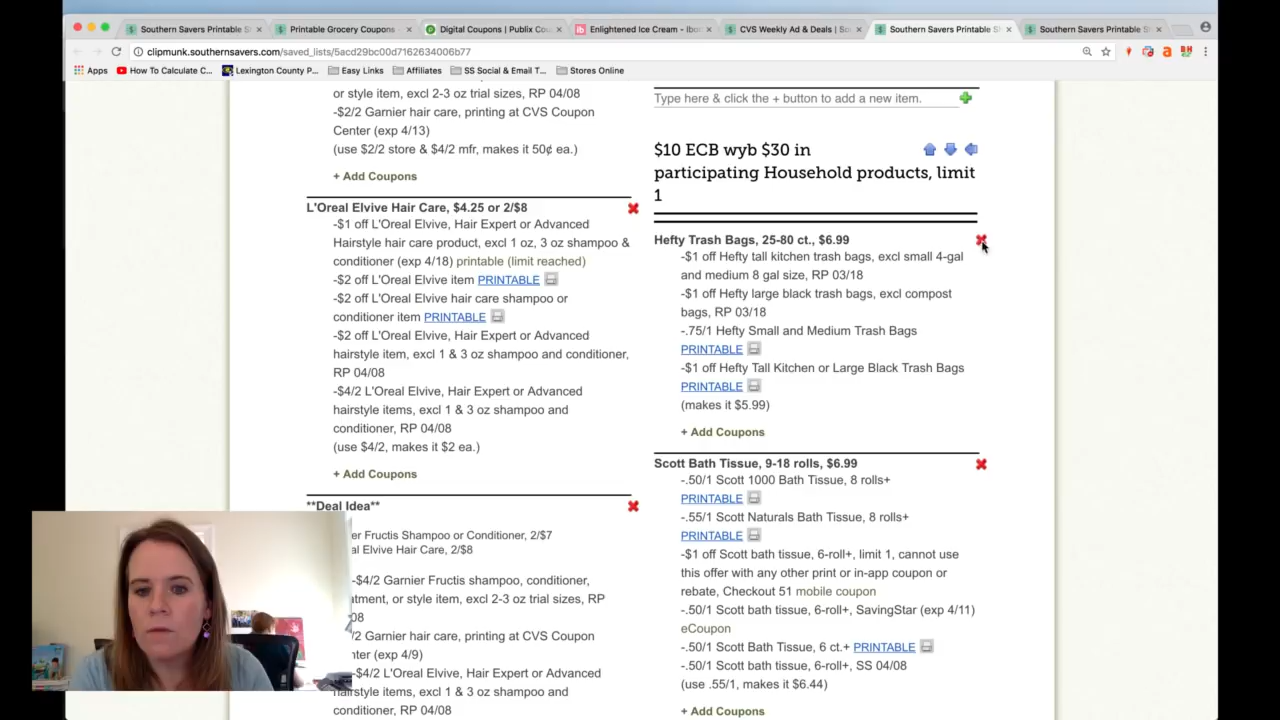 Southern Savers Printable S
Printable Grocery Coupons
Digital Coupons | Publix Cou
Enlightened Ice Cream - Ibo
CVS Weekly Ad & Deals | So
Southern Savers Printable S
Southern Savers Printable S
clipmunk.southernsavers.com/saved_lists/5acd29bc00d7162634006b77
Apps
How To Calculate C...
Lexington County P...
Easy Links
Affiliates
SS Social & Email T...
Stores Online
or style item, excl 2-3 oz trial sizes, RP 04/08
-$2/2 Garnier hair care, printing at CVS Coupon
Center (exp 4/13)
(use $2/2 store & $4/2 mfr, makes it 50¢ ea.)
+ Add Coupons
L'Oreal Elvive Hair Care, $4.25 or 2/$8
-$1 off L'Oreal Elvive, Hair Expert or Advanced
Hairstyle hair care product, excl 1 oz, 3 oz shampoo &
conditioner (exp 4/18) printable (limit reached)
-$2 off L'Oreal Elvive item PRINTABLE
-$2 off L'Oreal Elvive hair care shampoo or
conditioner item PRINTABLE
-$2 off L'Oreal Elvive, Hair Expert or Advanced
hairstyle item, excl 1 & 3 oz shampoo and conditioner,
RP 04/08
-$4/2 L'Oreal Elvive, Hair Expert or Advanced
hairstyle items, excl 1 & 3 oz shampoo and
conditioner, RP 04/08
(use $4/2, makes it $2 ea.)
+ Add Coupons
**Deal Idea**
er Fructis Shampoo or Conditioner, 2/$7
al Elvive Hair Care, 2/$8
-$4/2 Garnier Fructis shampoo, conditioner,
atment, or style item, excl 2-3 oz trial sizes, RP
08
/2 Garnier hair care, printing at CVS Coupon
nter (exp 4/9)
-$4/2 L'Oreal Elvive, Hair Expert or Advanced
hairstyle items, excl 1 & 3 oz shampoo and
conditioner, RP 04/08
Type here & click the + button to add a new item.
$10 ECB wyb $30 in
participating Household products, limit
1
Hefty Trash Bags, 25-80 ct., $6.99
-$1 off Hefty tall kitchen trash bags, excl small 4-gal
and medium 8 gal size, RP 03/18
-$1 off Hefty large black trash bags, excl compost
bags, RP 03/18
-.75/1 Hefty Small and Medium Trash Bags
PRINTABLE
-$1 off Hefty Tall Kitchen or Large Black Trash Bags
PRINTABLE
(makes it $5.99)
+ Add Coupons
Scott Bath Tissue, 9-18 rolls, $6.99
-.50/1 Scott 1000 Bath Tissue, 8 rolls+
PRINTABLE
-.55/1 Scott Naturals Bath Tissue, 8 rolls+
PRINTABLE
-$1 off Scott bath tissue, 6-roll+, limit 1, cannot use
this offer with any other print or in-app coupon or
rebate, Checkout 51 mobile coupon
-.50/1 Scott bath tissue, 6-roll+, SavingStar (exp 4/11)
eCoupon
-.50/1 Scott Bath Tissue, 6 ct.+ PRINTABLE
-.50/1 Scott bath tissue, 6-roll+, SS 04/08
(use .55/1, makes it $6.44)
+ Add Coupons